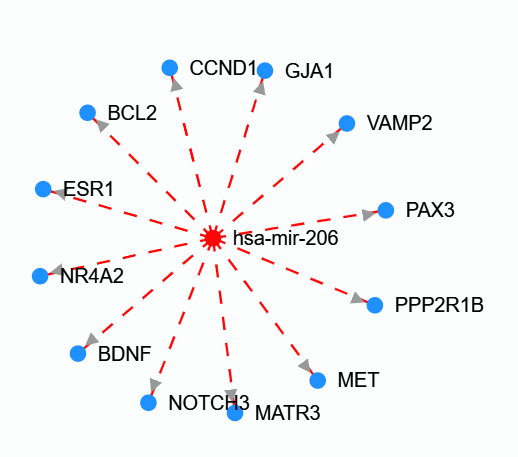 CCND1
GJA1
BCL2
VAMP2
ESR1
PAX3
hsa-mir-206
NR4A2
PPP2R1B
BDNF
MET
NOTCH3
MATR3